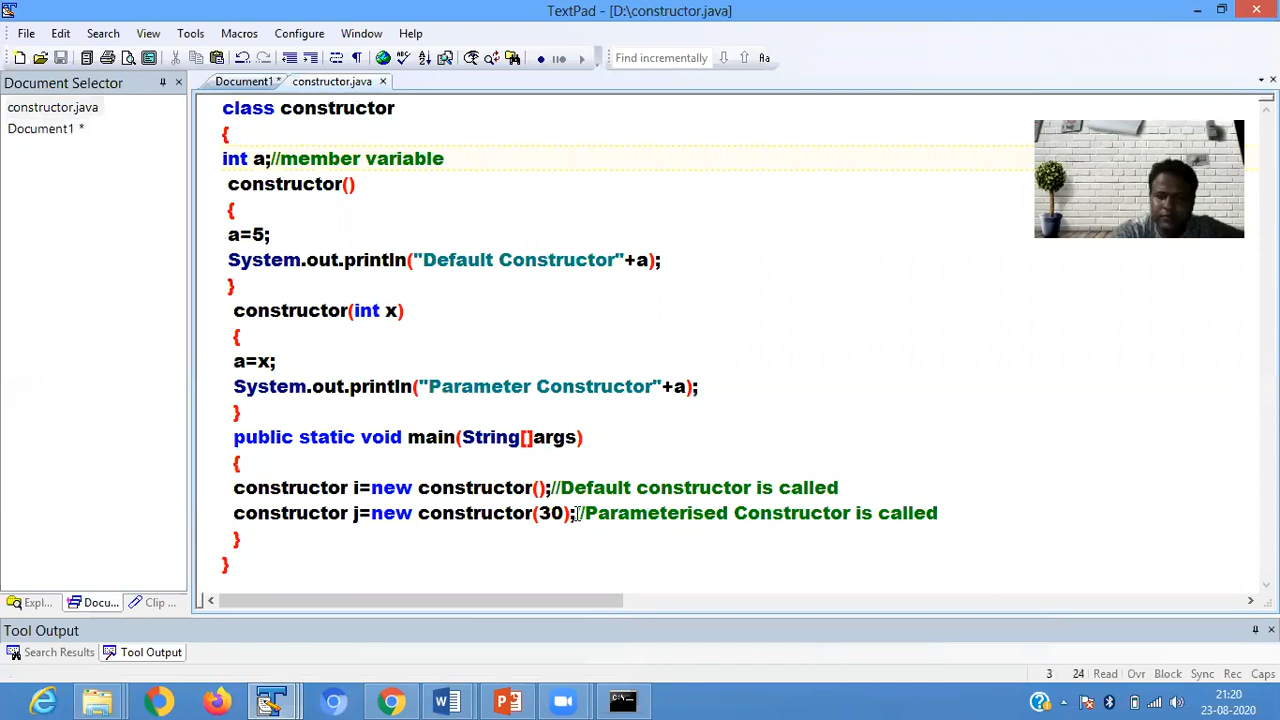 TextPad - [D:\constructor.java]
File Edit Search View Tools Macros Configure Window Help
Find incrementally
Document Selector
Document1 * constructor.java
constructor.java
Document1 *
class constructor
{
int a;//member variable
constructor()
{
a=5;
System.out.println("Default Constructor"+a);
}
constructor(int x)
{
a=x;
System.out.println("Parameter Constructor"+a);
}
public static void main(String[]args)
{
constructor i=new constructor();//Default constructor is called
constructor j=new constructor(30);//Parameterised Constructor is called
}
}
Expl... Docu... Clip ...
Tool Output
Search Results Tool Output
3 24 Read Ovr Block Sync Rec Caps
21:20
23-08-2020